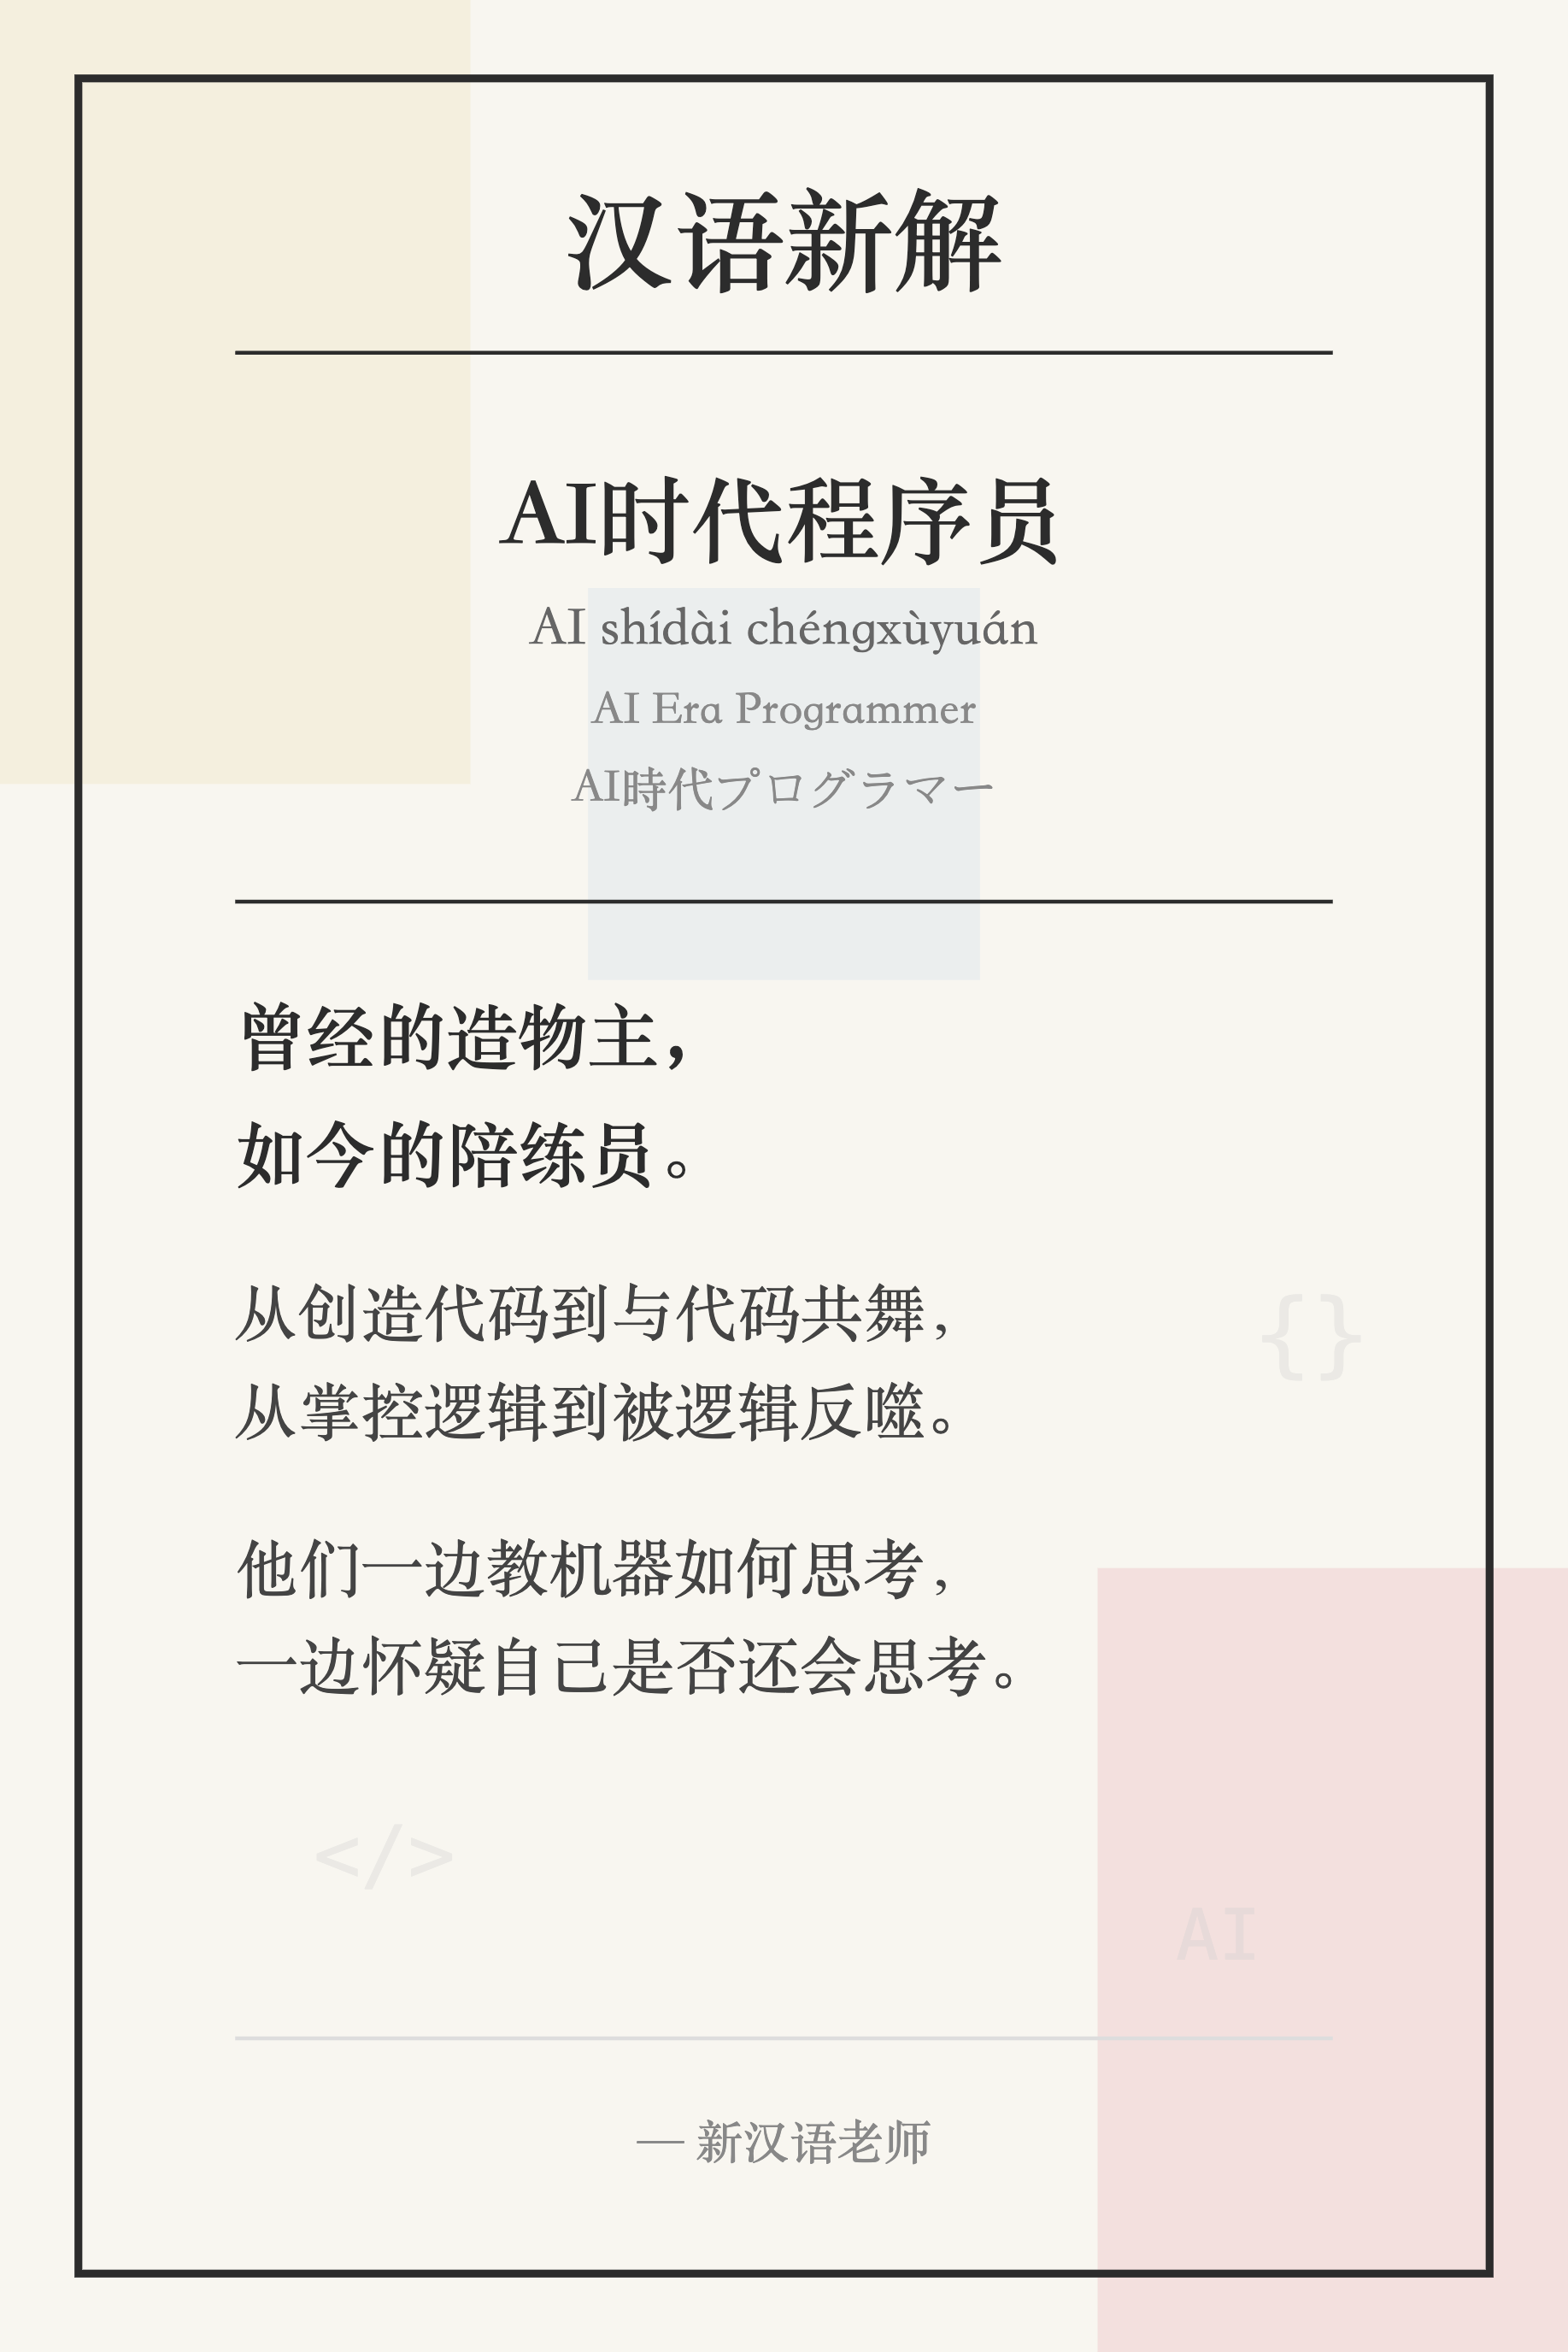 汉语新解
AI时代程序员
AI shídài chéngxùyuán
AI Era Programmer
AI時代プログラマー
曾经的造物主，
如今的陪练员。
从创造代码到与代码共舞，
从掌控逻辑到被逻辑反噬。
{}
他们一边教机器如何思考，
一边怀疑自己是否还会思考。
</>
AI
— 新汉语老师